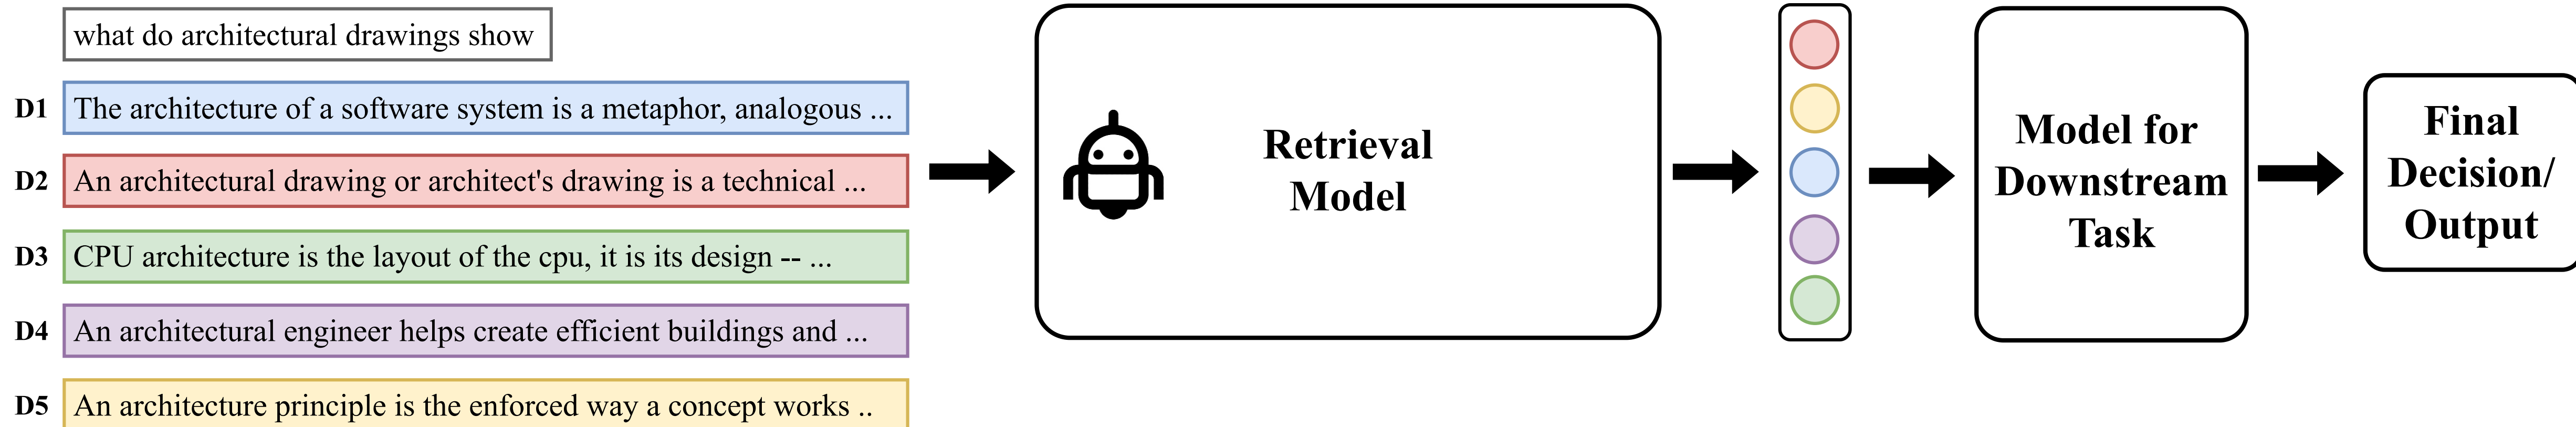 what do architectural drawings show
D1 The architecture of a software system is a metaphor, analogous ...
D2 An architectural drawing or architect's drawing is a technical ...
D3 CPU architecture is the layout of the cpu, it is its design -- ...
D4 An architectural engineer helps create efficient buildings and ...
D5 An architecture principle is the enforced way a concept works ..
Retrieval
Model
Model for
Downstream
Task
Final
Decision/
Output